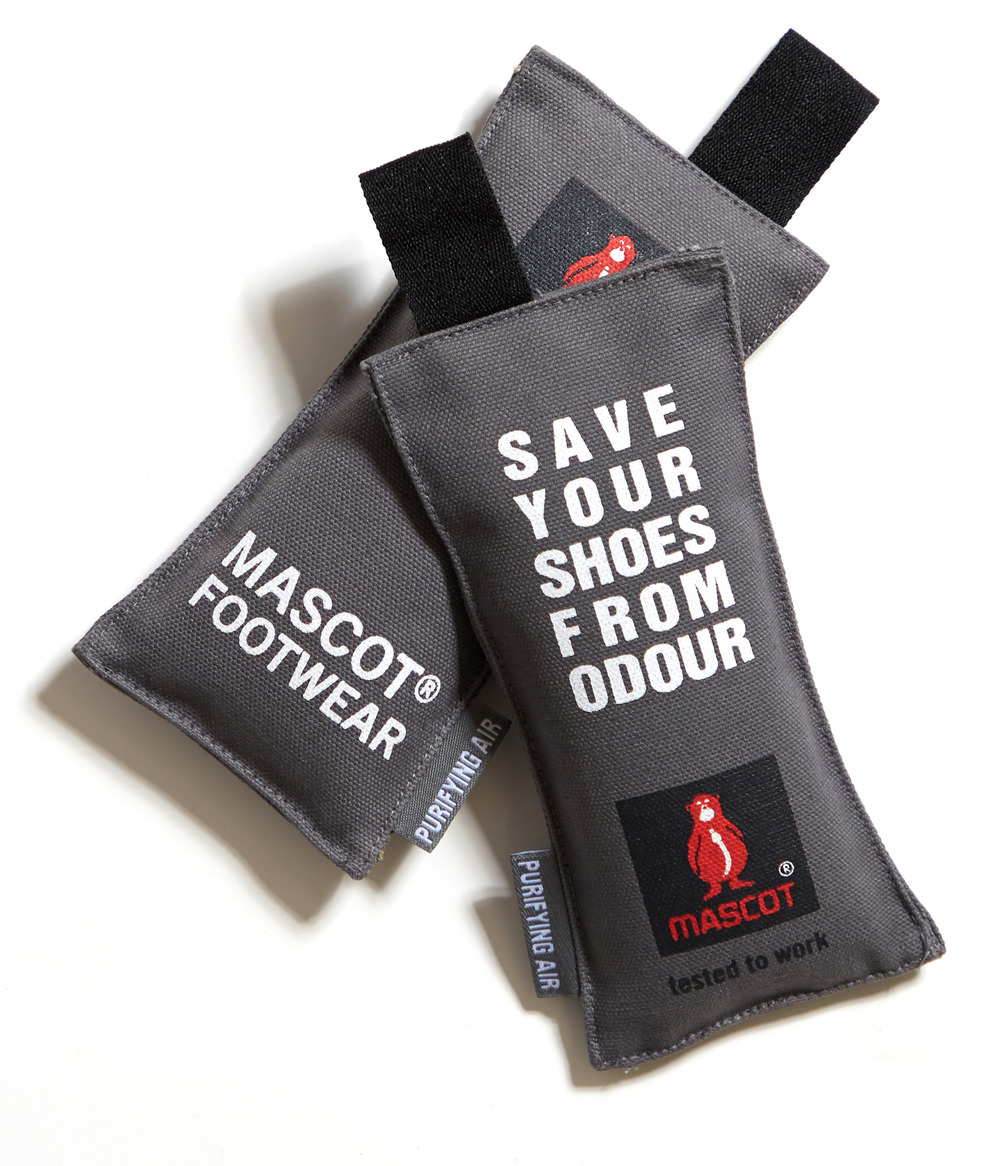 SAVE
YOUR
SHOES
FROM
ODOUR
MASCOT®
tested to work
PURIFYING AIR
MASCOT®
FOOTWEAR
PURIFYING AIR